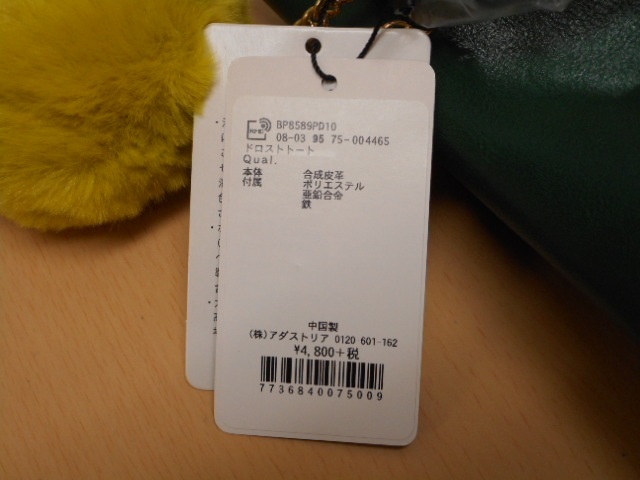 BP8589PD10
08-03 95 75-004465
ドロストトート
Qual.
本体 合成皮革
付属 ポリエステル
亜鉛合金
鉄
中国製
(株)アダストリア 0120 601-162
¥4,800+税
7736840075009